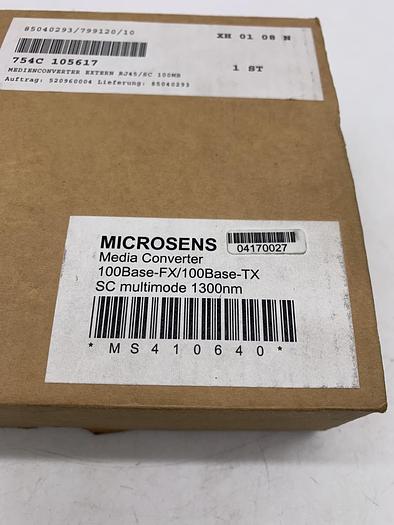 85040293/799120/10
XH 01 08 N
754C 105617
1 ST
MEDIENCONVERTER EXTERN RJ45/SC 100MB
Auftrag: 520960004 Lieferung: 85040293
MICROSENS
04170027
Media Converter
100Base-FX/100Base-TX
SC multimode 1300nm
* M S 4 1 0 6 4 0 *